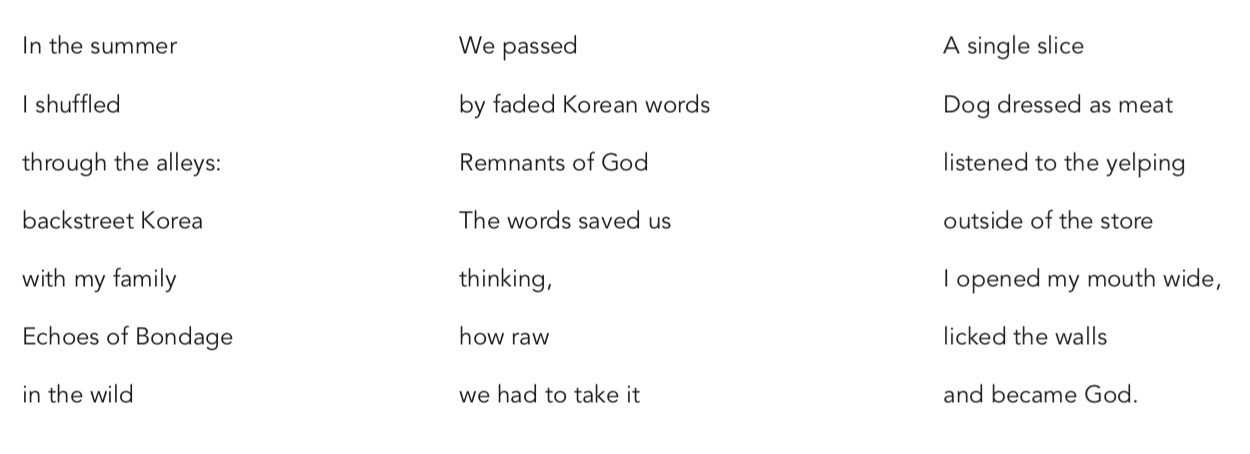 In the summer
I shuffled
through the alleys:
backstreet Korea
with my family
Echoes of Bondage
in the wild
We passed
by faded Korean words
Remnants of God
The words saved us
thinking,
how raw
we had to take it
A single slice
Dog dressed as meat
listened to the yelping
outside of the store
I opened my mouth wide,
licked the walls
and became God.